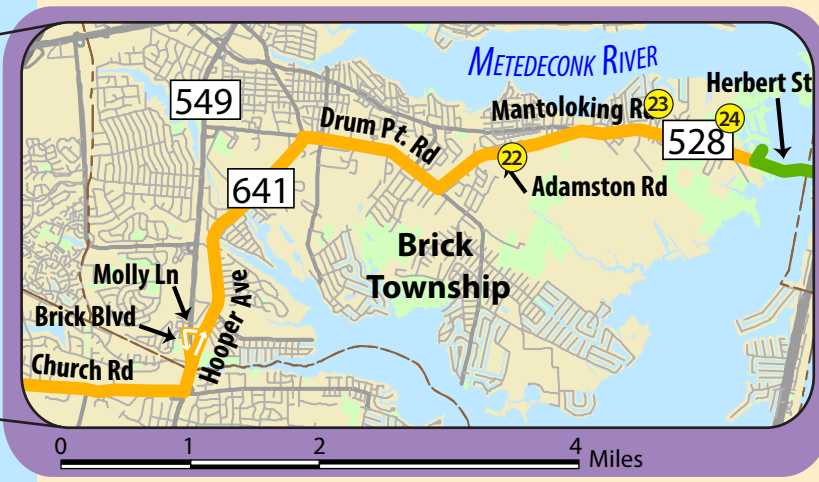 METEDECONK RIVER
Herbert St
549
Drum Pt. Rd
Mantoloking Rd
23
24
528
22
641
Adamston Rd
Brick
Township
Molly Ln
Brick Blvd
Hooper Ave
Church Rd
0 1 2 4 Miles